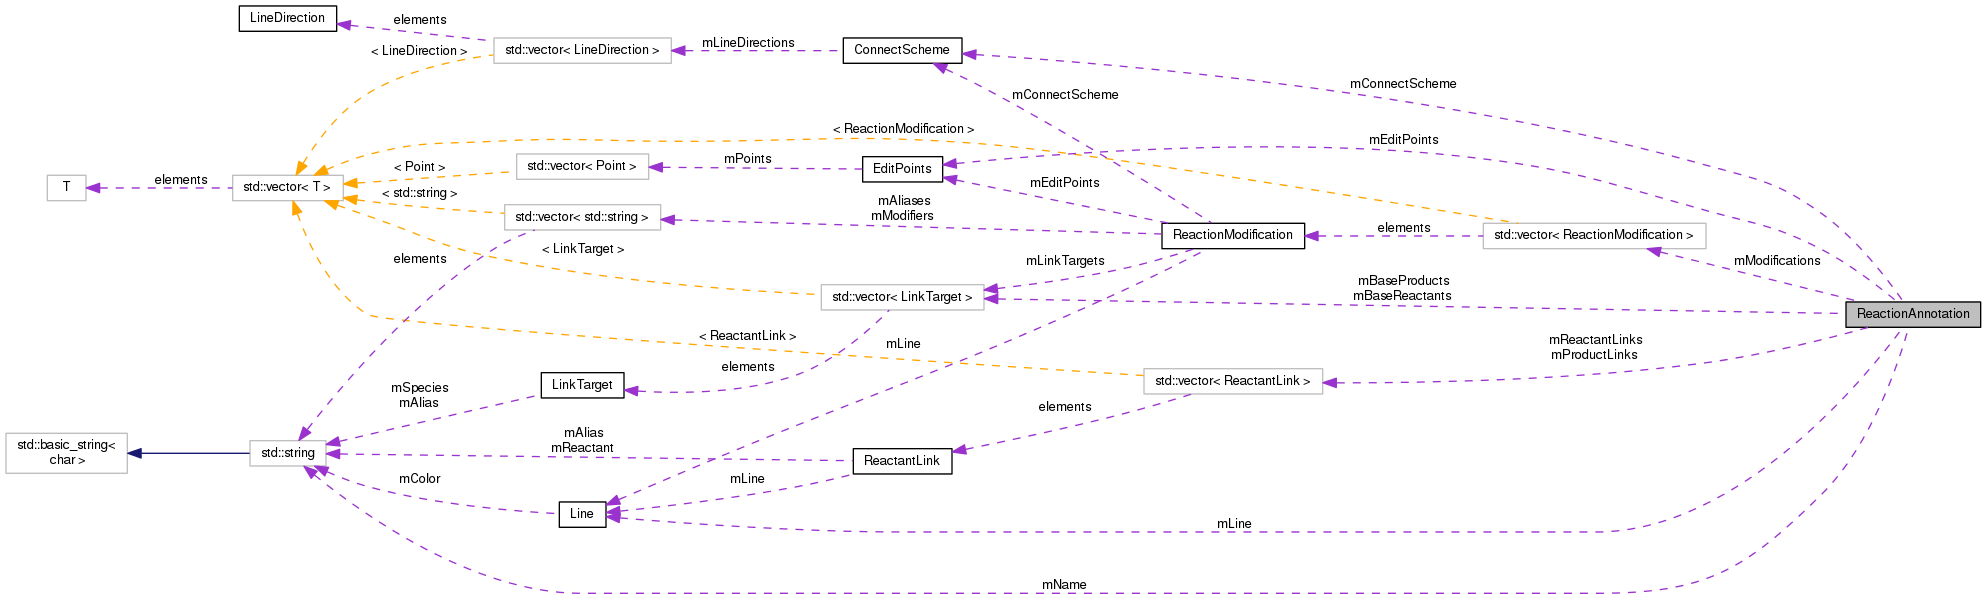 LineDirection
elements
< LineDirection >
std::vector< LineDirection >
mLineDirections
ConnectScheme
mConnectScheme
mConnectScheme
< ReactionModification >
mEditPoints
< Point >
std::vector< Point >
mPoints
EditPoints
T
elements
std::vector< T >
< std::string >
mEditPoints
std::vector< std::string >
mAliases
mModifiers
ReactionModification
elements
std::vector< ReactionModification >
elements
< LinkTarget >
mLinkTargets
mModifications
std::vector< LinkTarget >
mBaseProducts
mBaseReactants
ReactionAnnotation
< ReactantLink >
mLine
mReactantLinks
mProductLinks
elements
LinkTarget
std::vector< ReactantLink >
mSpecies
mAlias
elements
std::basic_string<
char >
std::string
mAlias
mReactant
ReactantLink
mColor
mLine
Line
mLine
mName